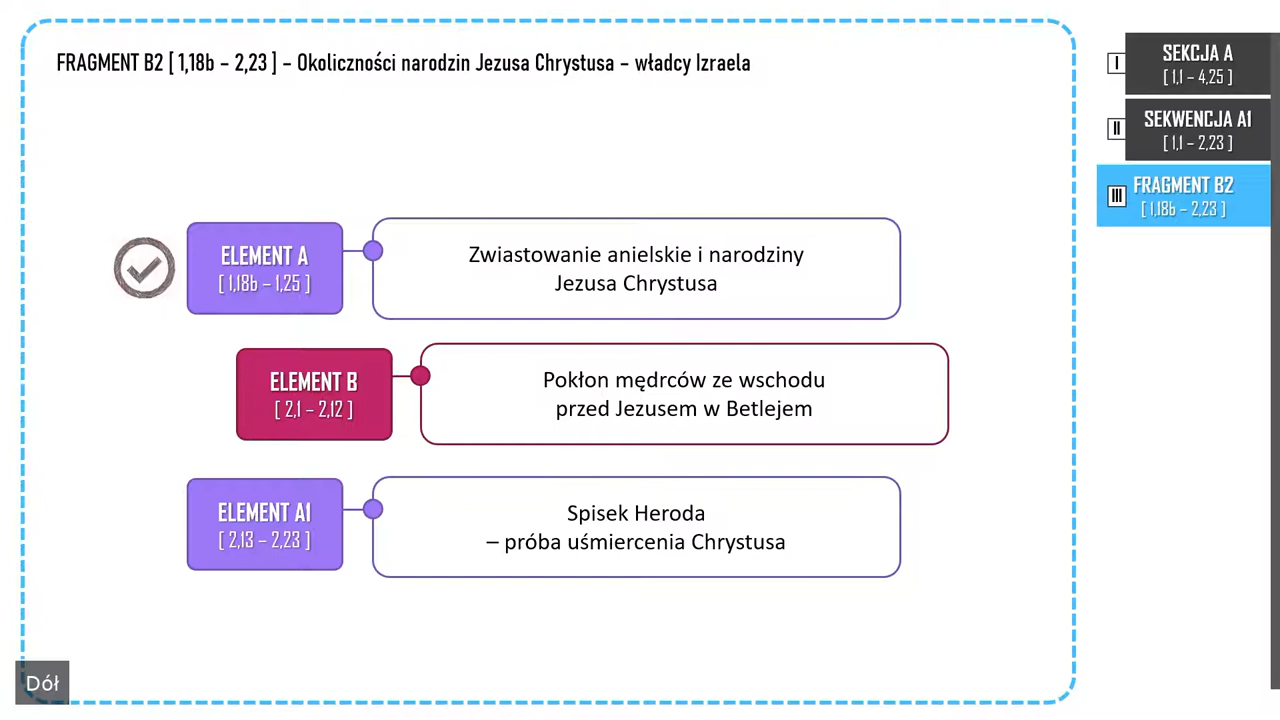 FRAGMENT B2 [ 1,18b – 2,23 ] – Okoliczności narodzin Jezusa Chrystusa – władcy Izraela
ELEMENT A
[ 1,18b – 1,25 ]
Zwiastowanie anielskie i narodziny
Jezusa Chrystusa
ELEMENT B
[ 2,1 – 2,12 ]
Pokłon mędrców ze wschodu
przed Jezusem w Betlejem
ELEMENT A1
[ 2,13 – 2,23 ]
Spisek Heroda
– próba uśmiercenia Chrystusa
Dół
I
SEKCJA A
[ 1,1 – 4,25 ]
II
SEKWENCJA A1
[ 1,1 – 2,23 ]
III
FRAGMENT B2
[ 1,18b – 2,23 ]